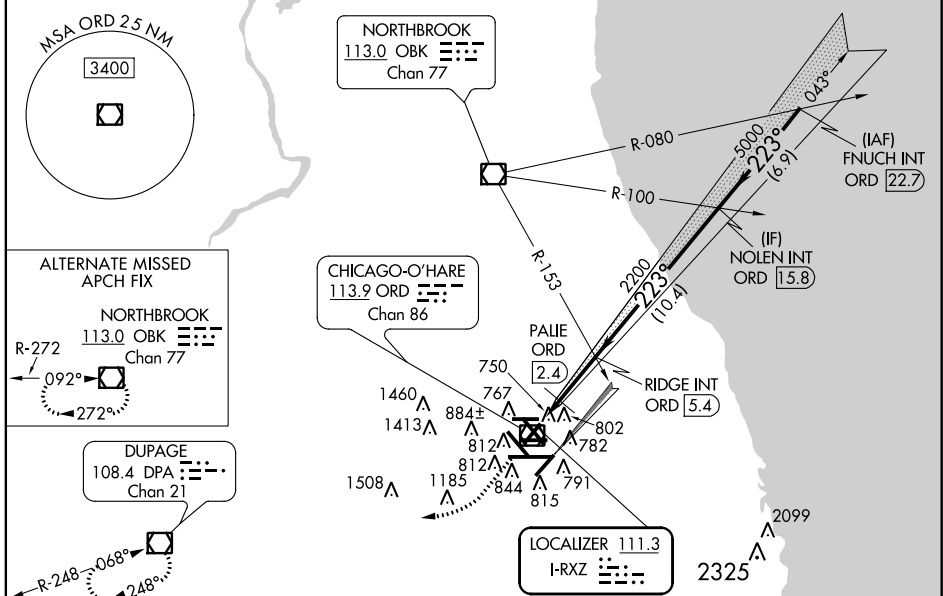 MSA ORD 25 NM
3400
NORTHBROOK
113.0 OBK
Chan 77
R-080
R-100
R-153
5000
223°
(6.9)
043°
(IAF)
FNUCH INT
ORD 22.7
(IF)
NOLEN INT
ORD 15.8
2200
223°
(10.4)
ALTERNATE MISSED
APCH FIX
NORTHBROOK
113.0 OBK
Chan 77
R-272
092°
272°
CHICAGO-O'HARE
113.9 ORD
Chan 86
PALIE
ORD
2.4
RIDGE INT
ORD 5.4
750
767
1460
884±
1413
812
802
782
812
844
815
791
1508
1185
DUPAGE
108.4 DPA
Chan 21
R-248
068°
248°
LOCALIZER 111.3
I-RXZ
2099
2325